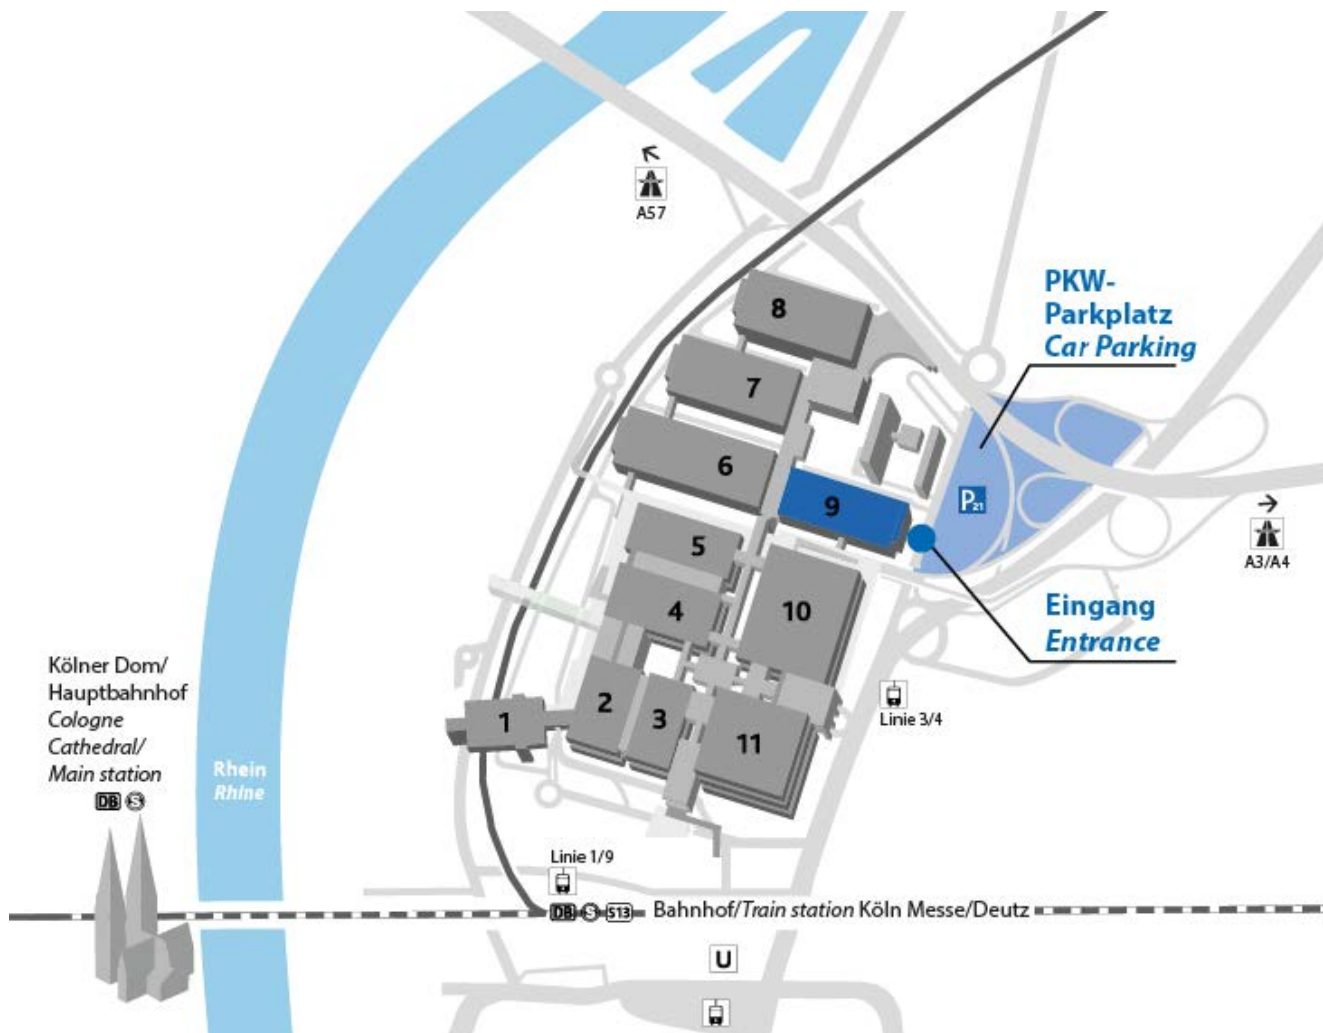 A57
PKW-
Parkplatz
Car Parking
8
7
6
9
P21
A3/A4
5
4
10
Eingang
Entrance
Kölner Dom/
Hauptbahnhof
Cologne
Cathedral/
Main station
DB S
Rhein
Rhine
1
2
3
11
Linie 3/4
Linie 1/9
DB S S13 Bahnhof/Train station Köln Messe/Deutz
U